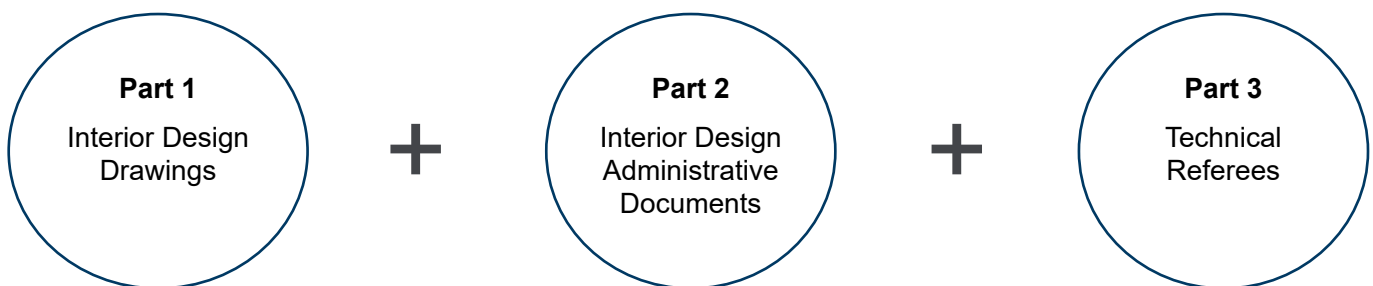 Part 1
Interior Design
Drawings
+
Part 2
Interior Design
Administrative
Documents
+
Part 3
Technical
Referees